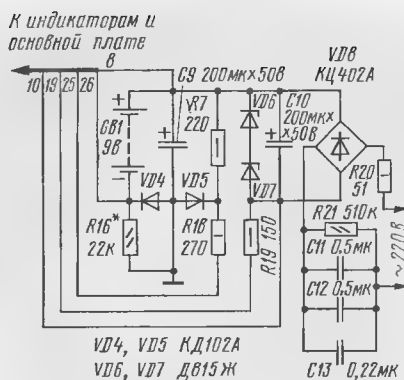 К индикаторам и
основной плате
8
10 19 25 26
C9 200мк×50В
+
GB1
9В
−
+
R7
220
VD4
VD5
R16*
22к
R18
270
VD6
VD7
R19 150
+
C10
200мк×
×50В
VD8
КЦ402А
R20
51
R21 510к
C11 0,5мк
C12 0,5мк
C13 0,22мк
~220В
VD4, VD5 КД102А
VD6, VD7 Д815Ж